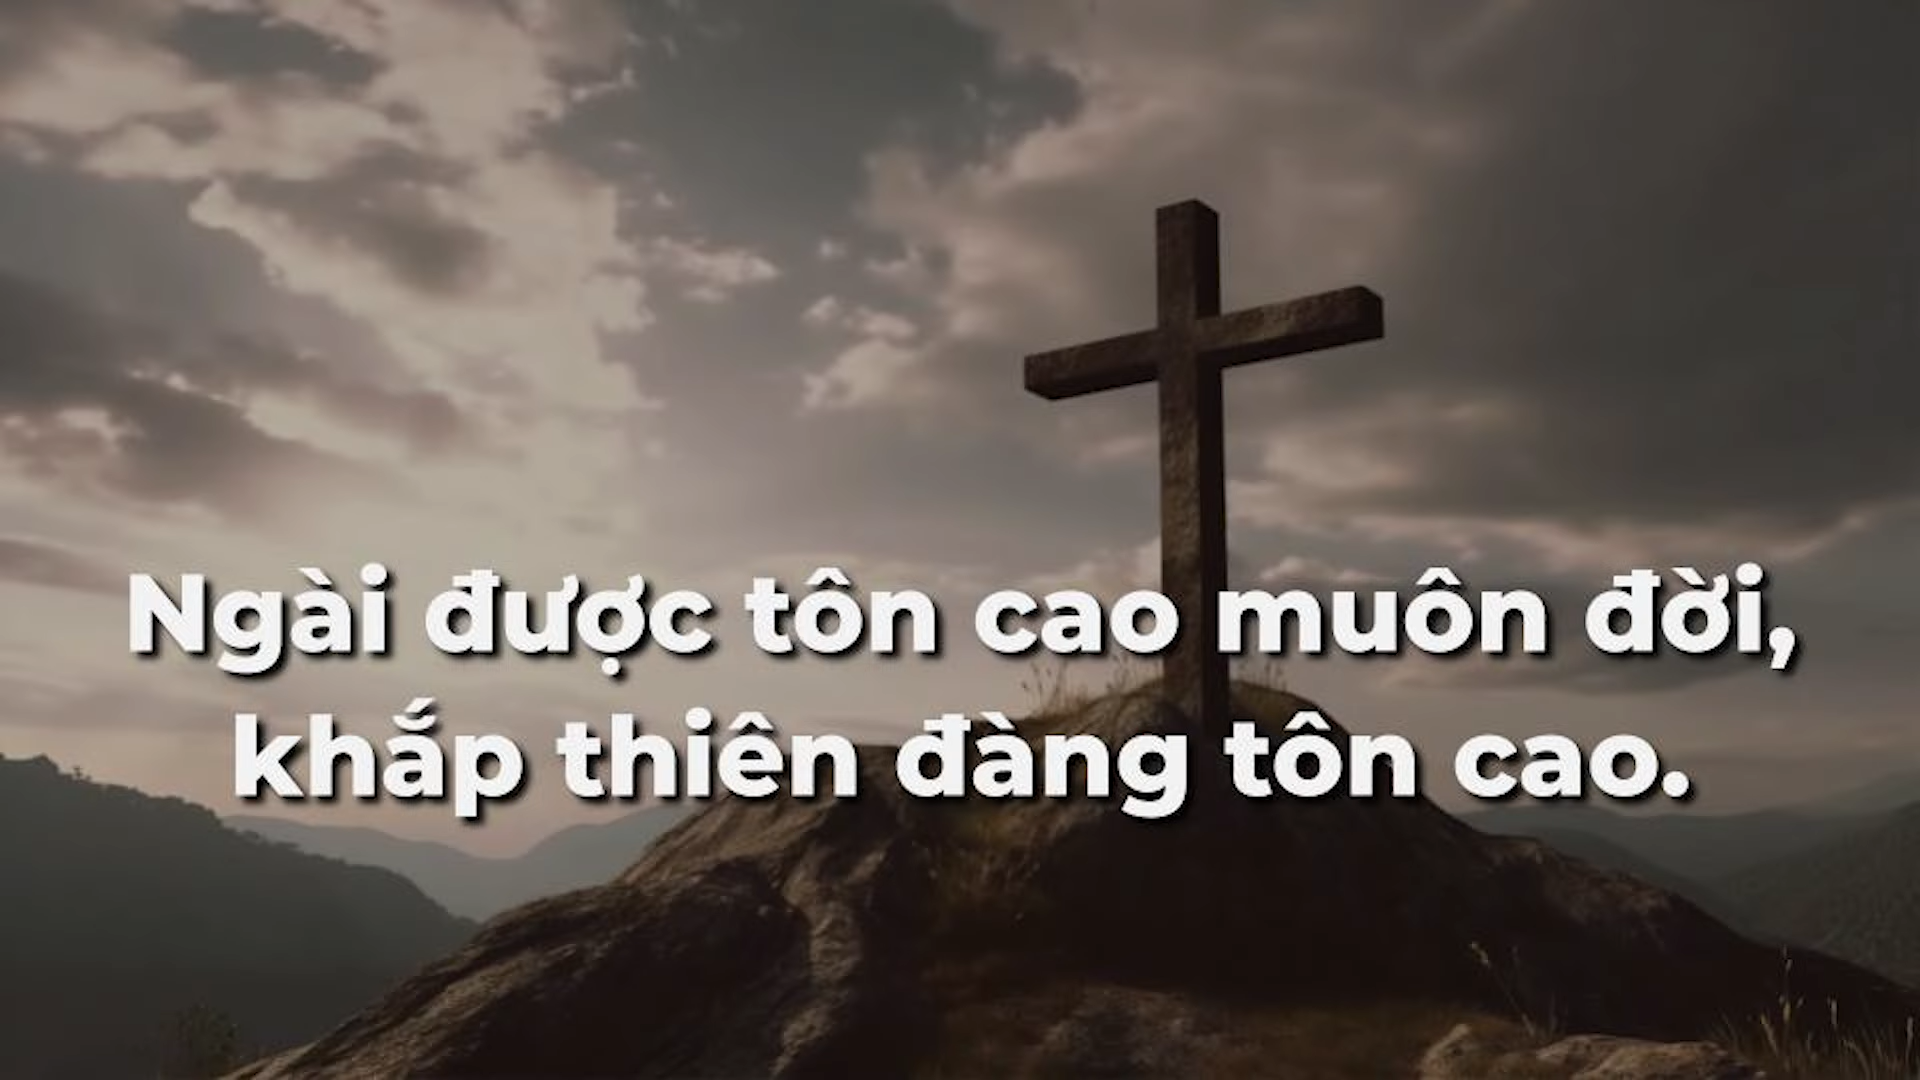 Ngài được tôn cao muôn đời,
khắp thiên đàng tôn cao.